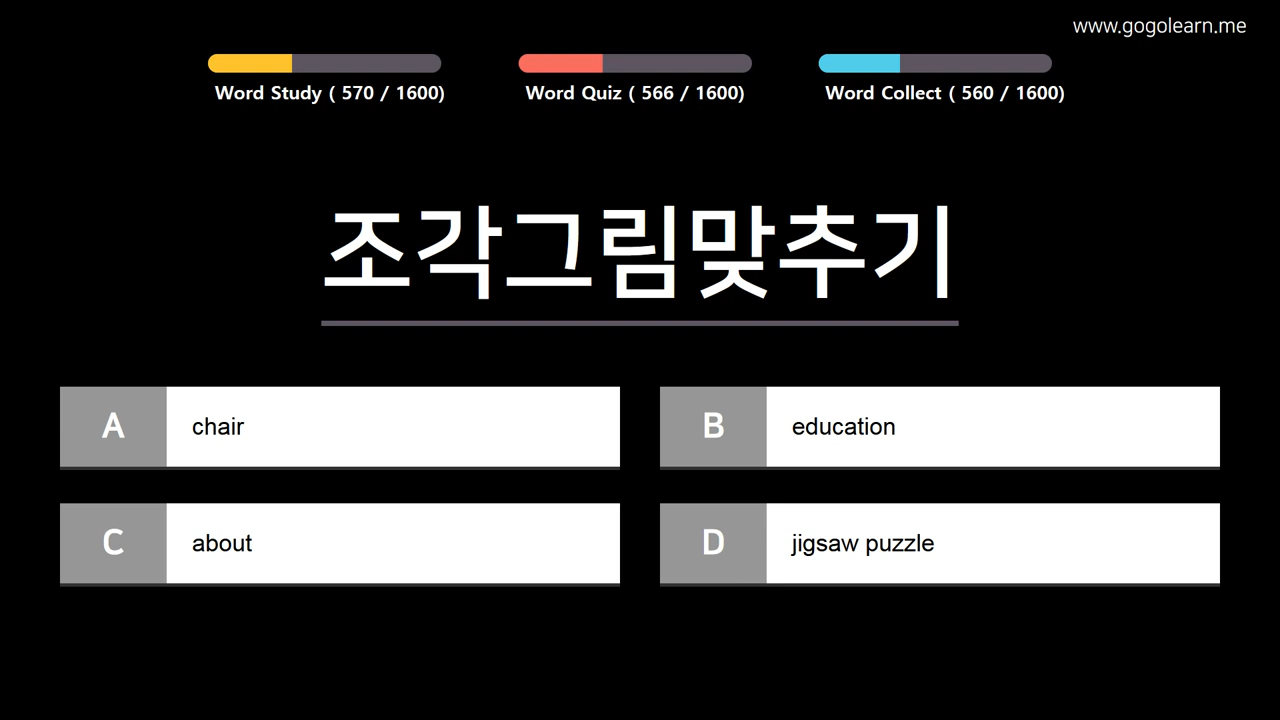 www.gogolearn.me
Word Study ( 570 / 1600)
Word Quiz ( 566 / 1600)
Word Collect ( 560 / 1600)
조각그림맞추기
A chair
B education
C about
D jigsaw puzzle